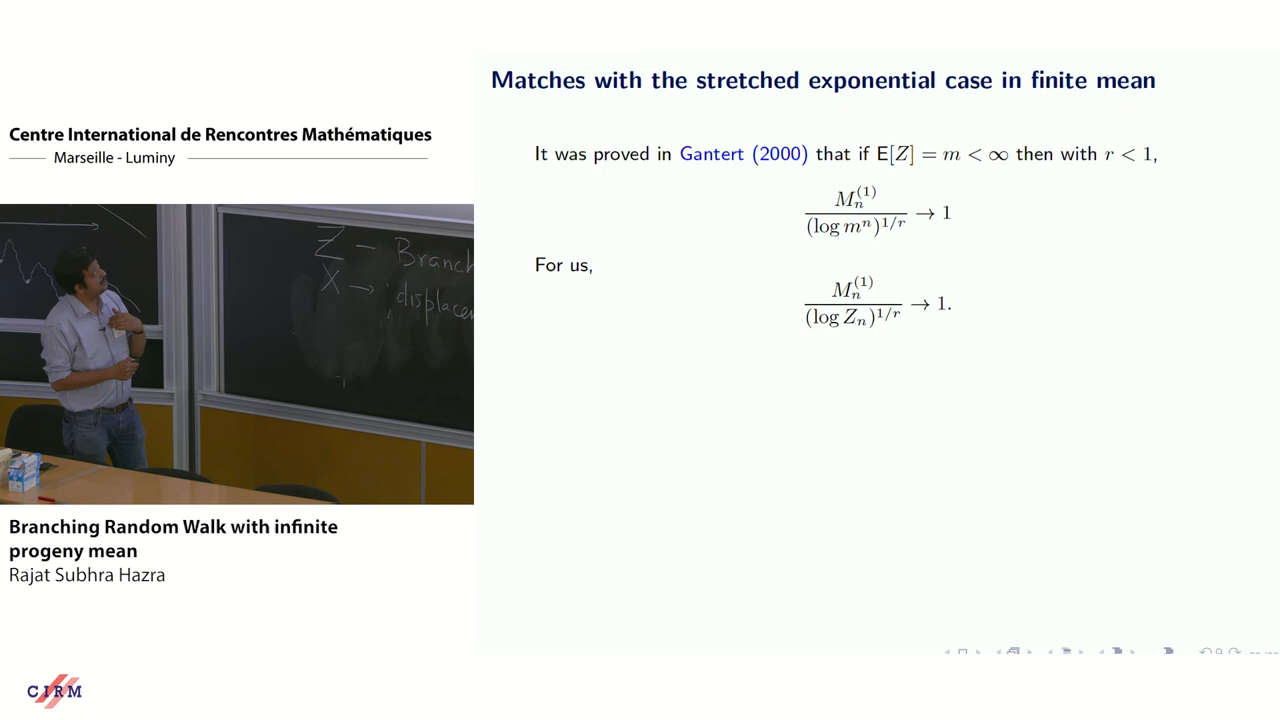 Matches with the stretched exponential case in finite mean
Centre International de Rencontres Mathématiques
Marseille - Luminy
It was proved in Gantert (2000) that if E[Z] = m < ∞ then with r < 1,
M_n^{(1)} / (log m^n)^{1/r} → 1
For us,
M_n^{(1)} / (log Z_n)^{1/r} → 1.
Z – Branch
X → displacem
Branching Random Walk with infinite
progeny mean
Rajat Subhra Hazra
CIRM